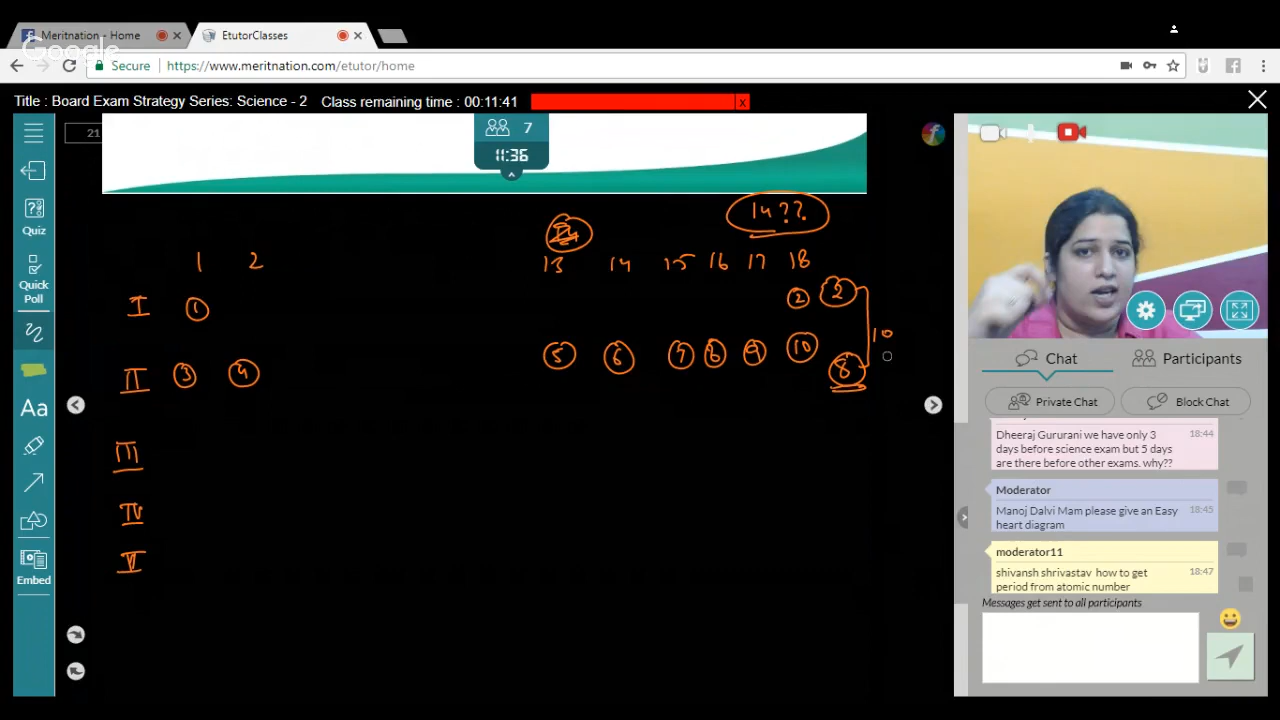 Meritnation - Home
EtutorClasses
Google
Secure https://www.meritnation.com/etutor/home
Title : Board Exam Strategy Series: Science - 2 Class remaining time : 00:11:41 x
21
7
11:36
Quiz
Quick
Poll
Aa
Embed
14??
1 2 13 14 15 16 17 18
I 1 2 2
10
II 3 4 5 6 7 8 9 10 8
III
IV
V
Chat Participants
Private Chat Block Chat
Dheeraj Gururani we have only 3 18:44
days before science exam but 5 days
are there before other exams. why??
Moderator
Manoj Dalvi Mam please give an Easy 18:45
heart diagram
moderator11
shivansh shrivastav how to get 18:47
period from atomic number
Messages get sent to all participants